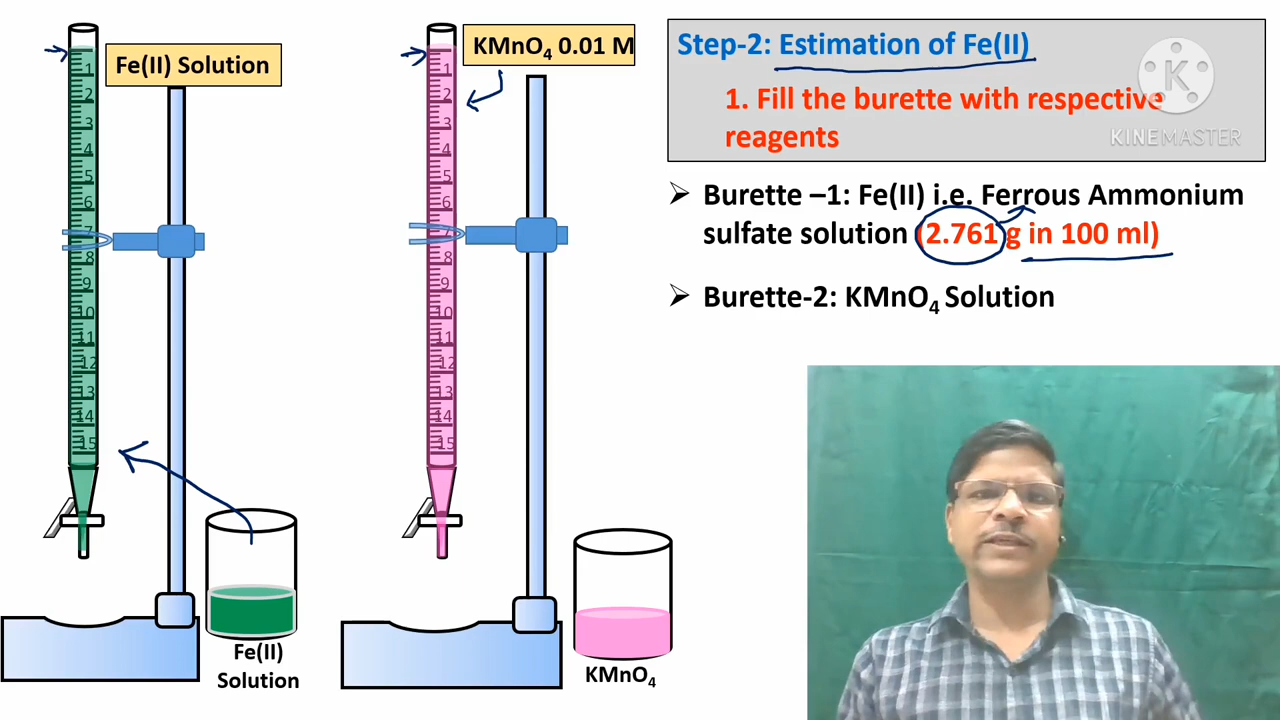 Fe(II) Solution
KMnO₄ 0.01 M
Step-2: Estimation of Fe(II)
1. Fill the burette with respective
reagents
KINEMASTER
➢ Burette –1: Fe(II) i.e. Ferrous Ammonium
sulfate solution (2.761 g in 100 ml)
➢ Burette-2: KMnO₄ Solution
1
2
3
4
5
6
7
8
9
10
11
12
13
14
15
1
2
3
4
5
6
7
8
9
10
11
12
13
14
15
Fe(II)
Solution
KMnO₄